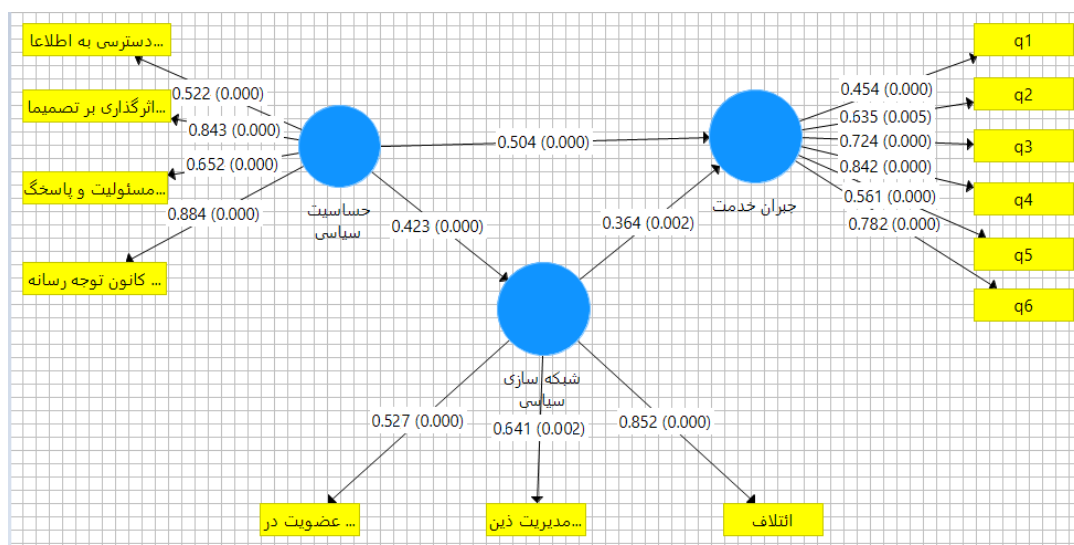 دسترسی به اطلاعا...
0.522 (0.000)
اثرگذاری بر تصمیما...
0.843 (0.000)
مسئولیت و پاسخگ...
0.652 (0.000)
کانون توجه رسانه ...
0.884 (0.000)
حساسیت
سیاسی
0.504 (0.000)
0.423 (0.000)
0.364 (0.002)
جبران خدمت
q1
0.454 (0.000)
q2
0.635 (0.005)
q3
0.724 (0.000)
q4
0.842 (0.000)
q5
0.561 (0.000)
q6
0.782 (0.000)
شبکه سازی
سیاسی
0.527 (0.000)
0.641 (0.002)
0.852 (0.000)
عضویت در ...
مدیریت ذین...
ائتلاف